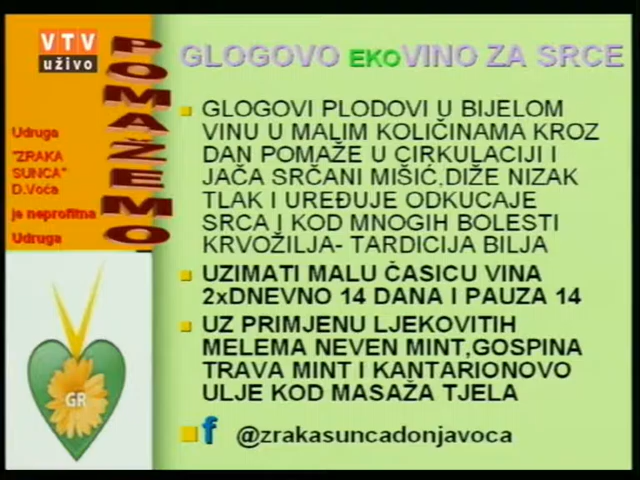 VTV
uživo
POMAŽEMO
Udruga
"ZRAKA
SUNCA"
D.Voća
je neprofitna
Udruga
GR
GLOGOVO EKOVINO ZA SRCE
GLOGOVI PLODOVI U BIJELOM
VINU U MALIM KOLIČINAMA KROZ
DAN POMAŽE U CIRKULACIJI I
JAČA SRČANI MIŠIĆ,DIŽE NIZAK
TLAK I UREĐUJE ODKUCAJE
SRCA I KOD MNOGIH BOLESTI
KRVOŽILJA- TARDICIJA BILJA
UZIMATI MALU ČASICU VINA
2xDNEVNO 14 DANA I PAUZA 14
UZ PRIMJENU LJEKOVITIH
MELEMA NEVEN MINT,GOSPINA
TRAVA MINT I KANTARIONOVO
ULJE KOD MASAŽA TJELA
f @zrakasuncadonjavoca